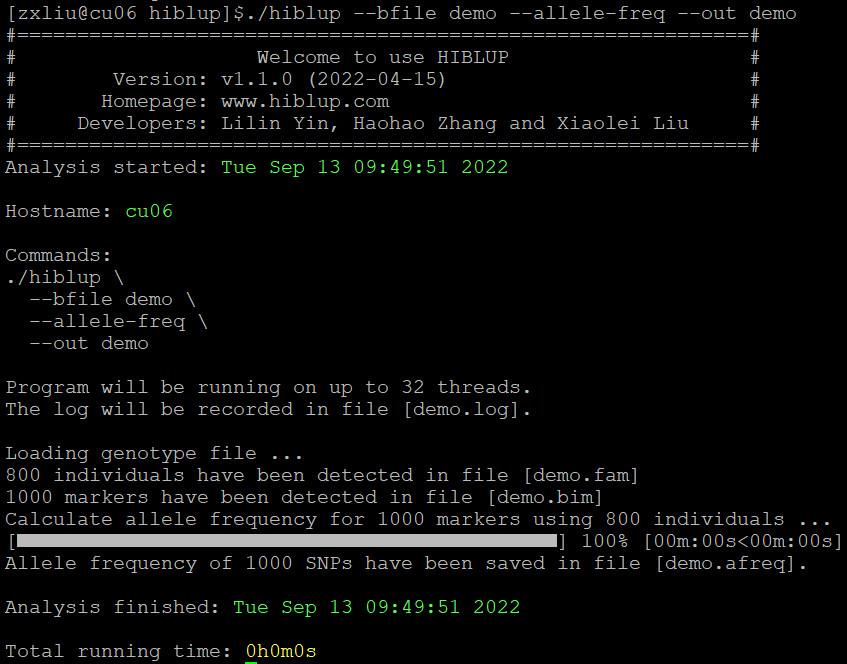 [zxliu@cu06 hiblup]$./hiblup --bfile demo --allele-freq --out demo
#=============================================================#
#                    Welcome to use HIBLUP                    #
#        Version: v1.1.0 (2022-04-15)                         #
#       Homepage: www.hiblup.com                              #
#     Developers: Lilin Yin, Haohao Zhang and Xiaolei Liu     #
#=============================================================#
Analysis started: Tue Sep 13 09:49:51 2022

Hostname: cu06

Commands:
./hiblup \
  --bfile demo \
  --allele-freq \
  --out demo

Program will be running on up to 32 threads.
The log will be recorded in file [demo.log].

Loading genotype file ...
800 individuals have been detected in file [demo.fam]
1000 markers have been detected in file [demo.bim]
Calculate allele frequency for 1000 markers using 800 individuals ...
[] 100% [00m:00s<00m:00s]
Allele frequency of 1000 SNPs have been saved in file [demo.afreq].

Analysis finished: Tue Sep 13 09:49:51 2022

Total running time: 0h0m0s